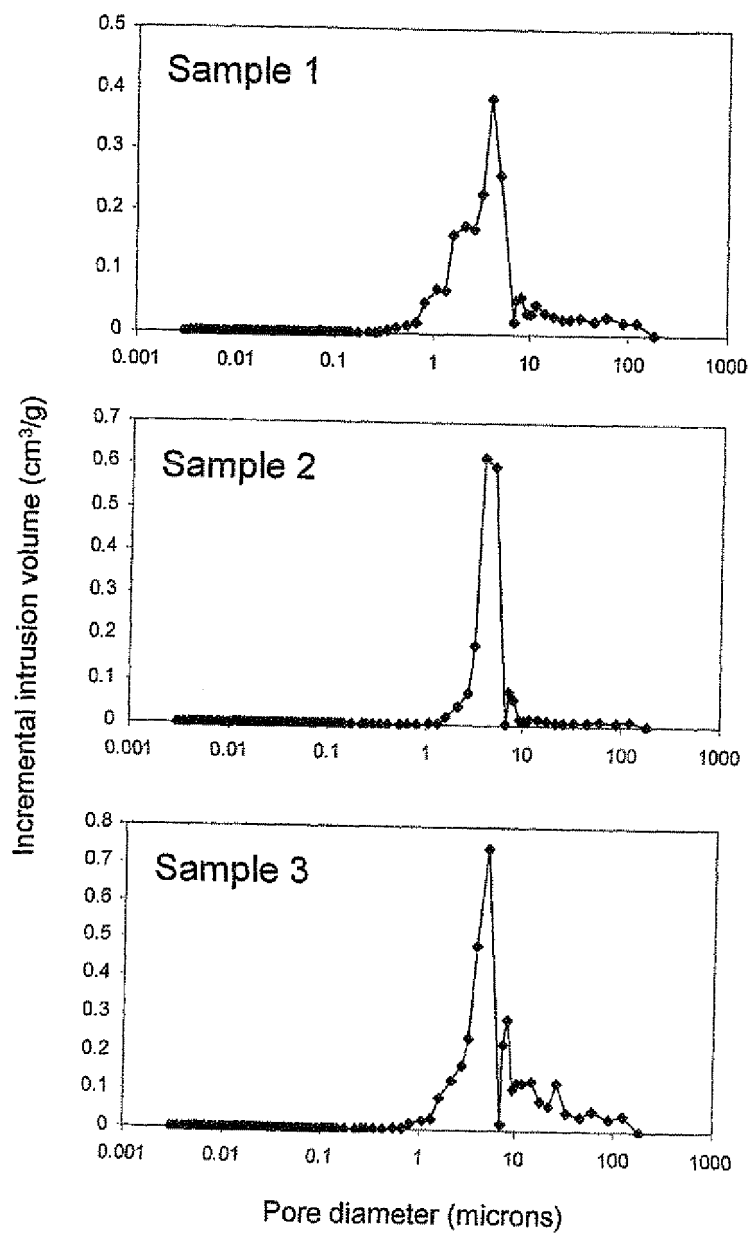 Incremental intrusion volume (cm³/g)
Sample 1
0.5
0.4
0.3
0.2
0.1
0
0.001 0.01 0.1 1 10 100 1000
Sample 2
0.7
0.6
0.5
0.4
0.3
0.2
0.1
0
0.001 0.01 0.1 1 10 100 1000
Sample 3
0.8
0.7
0.6
0.5
0.4
0.3
0.2
0.1
0
0.001 0.01 0.1 1 10 100 1000
Pore diameter (microns)